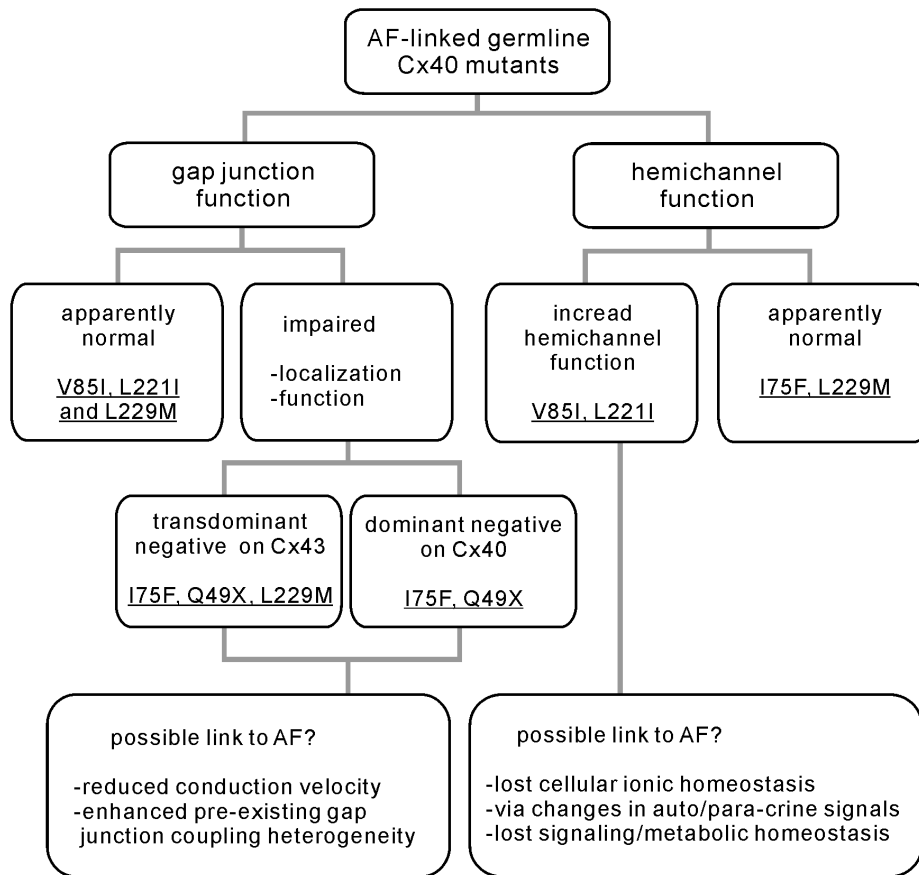 AF-linked germline
Cx40 mutants
gap junction
function
hemichannel
function
apparently
normal
V85I, L221I
and L229M
impaired
-localization
-function
incread
hemichannel
function
V85I, L221I
apparently
normal
I75F, L229M
transdominant
negative on Cx43
I75F, Q49X, L229M
dominant negative
on Cx40
I75F, Q49X
possible link to AF?
-reduced conduction velocity
-enhanced pre-existing gap
junction coupling heterogeneity
possible link to AF?
-lost cellular ionic homeostasis
-via changes in auto/para-crine signals
-lost signaling/metabolic homeostasis